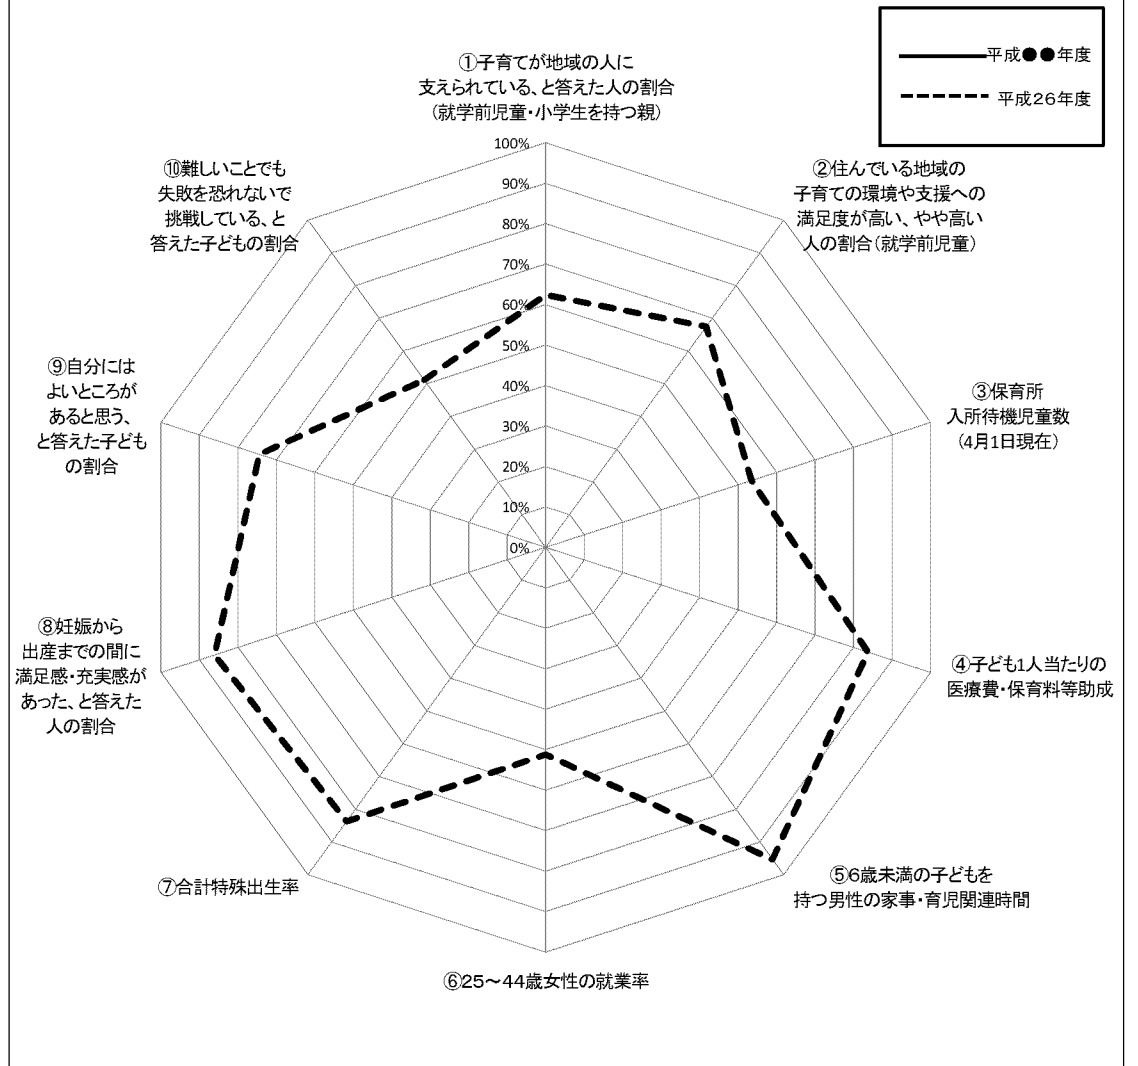 平成●●年度
平成26年度
①子育てが地域の人に
支えられている、と答えた人の割合
(就学前児童・小学生を持つ親)
②住んでいる地域の
子育ての環境や支援への
満足度が高い、やや高い
人の割合(就学前児童)
③保育所
入所待機児童数
(4月1日現在)
④子ども1人当たりの
医療費・保育料等助成
⑤6歳未満の子どもを
持つ男性の家事・育児関連時間
⑥25～44歳女性の就業率
⑦合計特殊出生率
⑧妊娠から
出産までの間に
満足感・充実感が
あった、と答えた
人の割合
⑨自分には
よいところが
あると思う、
と答えた子ども
の割合
⑩難しいことでも
失敗を恐れないで
挑戦している、と
答えた子どもの割合
100%
90%
80%
70%
60%
50%
40%
30%
20%
10%
0%